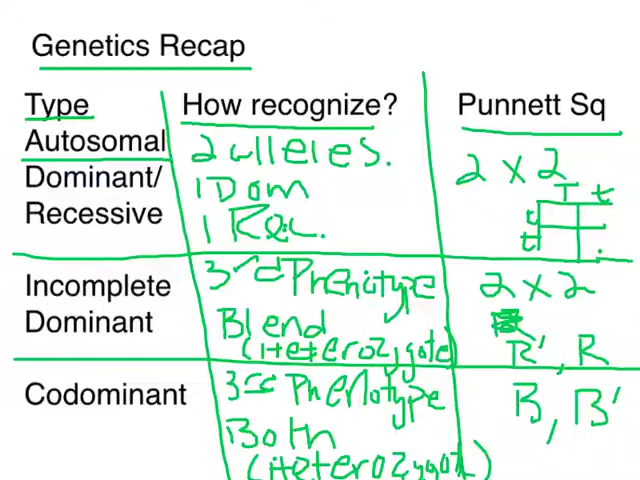 Genetics Recap
Type How recognize? Punnett Sq
Autosomal
Dominant/
Recessive
2 alleles.
1 Dom
1 Rec.
2 x 2
T t
Incomplete
Dominant
3rd Phenotype
Blend
(Heterozygote)
2 x 2
R', R
Codominant
3rd Phenotype
Both
(Heterozygote)
B, B'